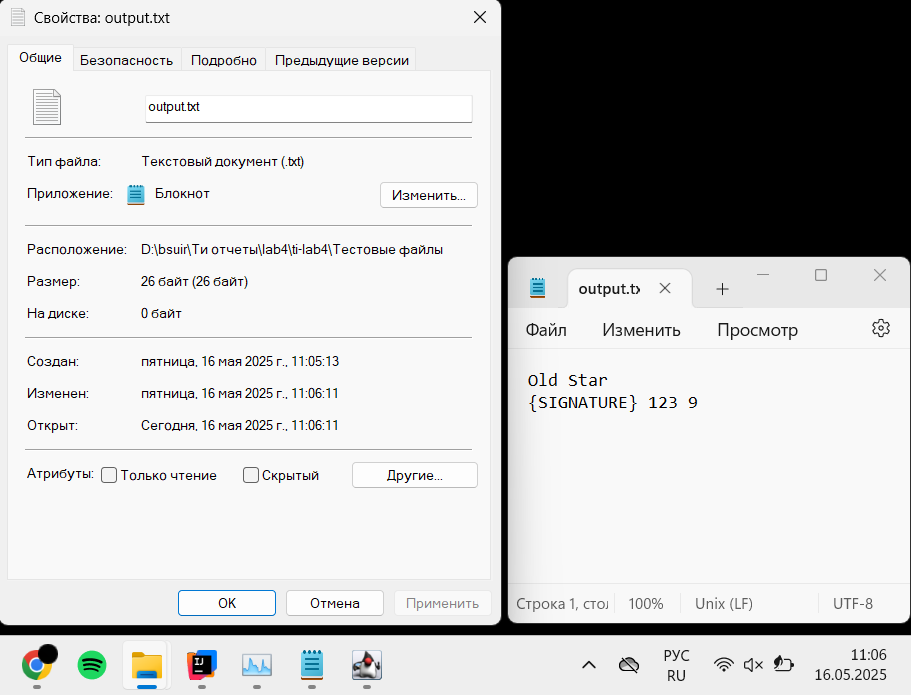 Свойства: output.txt
Общие
Безопасность
Подробно
Предыдущие версии
output.txt
Тип файла: Текстовый документ (.txt)
Приложение: Блокнот
Изменить...
Расположение: D:\bsuir\Ти отчеты\lab4\ti-lab4\Тестовые файлы
Размер: 26 байт (26 байт)
На диске: 0 байт
Создан: пятница, 16 мая 2025 г., 11:05:13
Изменен: пятница, 16 мая 2025 г., 11:06:11
Открыт: Сегодня, 16 мая 2025 г., 11:06:11
Атрибуты: Только чтение Скрытый
Другие...
OK
Отмена
Применить
output.tx
Файл Изменить Просмотр
Old Star
{SIGNATURE} 123 9
Строка 1, стол 100% Unix (LF) UTF-8
IJ
РУС
RU
11:06
16.05.2025